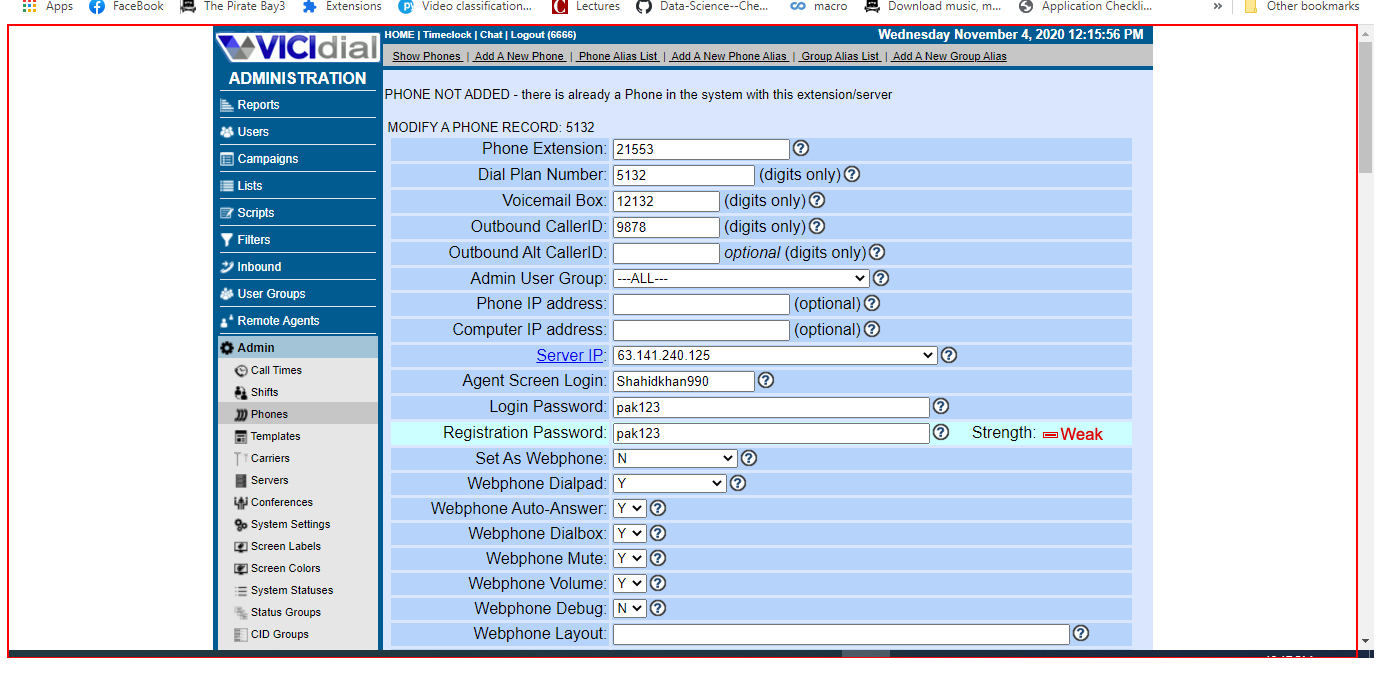 Apps FaceBook The Pirate Bay3 Extensions Video classification... Lectures Data-Science--Che... macro Download music, m... Application Checkli... » Other bookmarks
VICIdial
ADMINISTRATION
HOME | Timeclock | Chat | Logout (6666) Wednesday November 4, 2020 12:15:56 PM
Show Phones | Add A New Phone | Phone Alias List | Add A New Phone Alias | Group Alias List | Add A New Group Alias
Reports
Users
Campaigns
Lists
Scripts
Filters
Inbound
User Groups
Remote Agents
Admin
Call Times
Shifts
Phones
Templates
Carriers
Servers
Conferences
System Settings
Screen Labels
Screen Colors
System Statuses
Status Groups
CID Groups
PHONE NOT ADDED - there is already a Phone in the system with this extension/server
MODIFY A PHONE RECORD: 5132
Phone Extension: 21553
Dial Plan Number: 5132 (digits only)
Voicemail Box: 12132 (digits only)
Outbound CallerID: 9878 (digits only)
Outbound Alt CallerID: optional (digits only)
Admin User Group: ---ALL---
Phone IP address: (optional)
Computer IP address: (optional)
Server IP: 63.141.240.125
Agent Screen Login: Shahidkhan990
Login Password: pak123
Registration Password: pak123 Strength: Weak
Set As Webphone: N
Webphone Dialpad: Y
Webphone Auto-Answer: Y
Webphone Dialbox: Y
Webphone Mute: Y
Webphone Volume: Y
Webphone Debug: N
Webphone Layout: